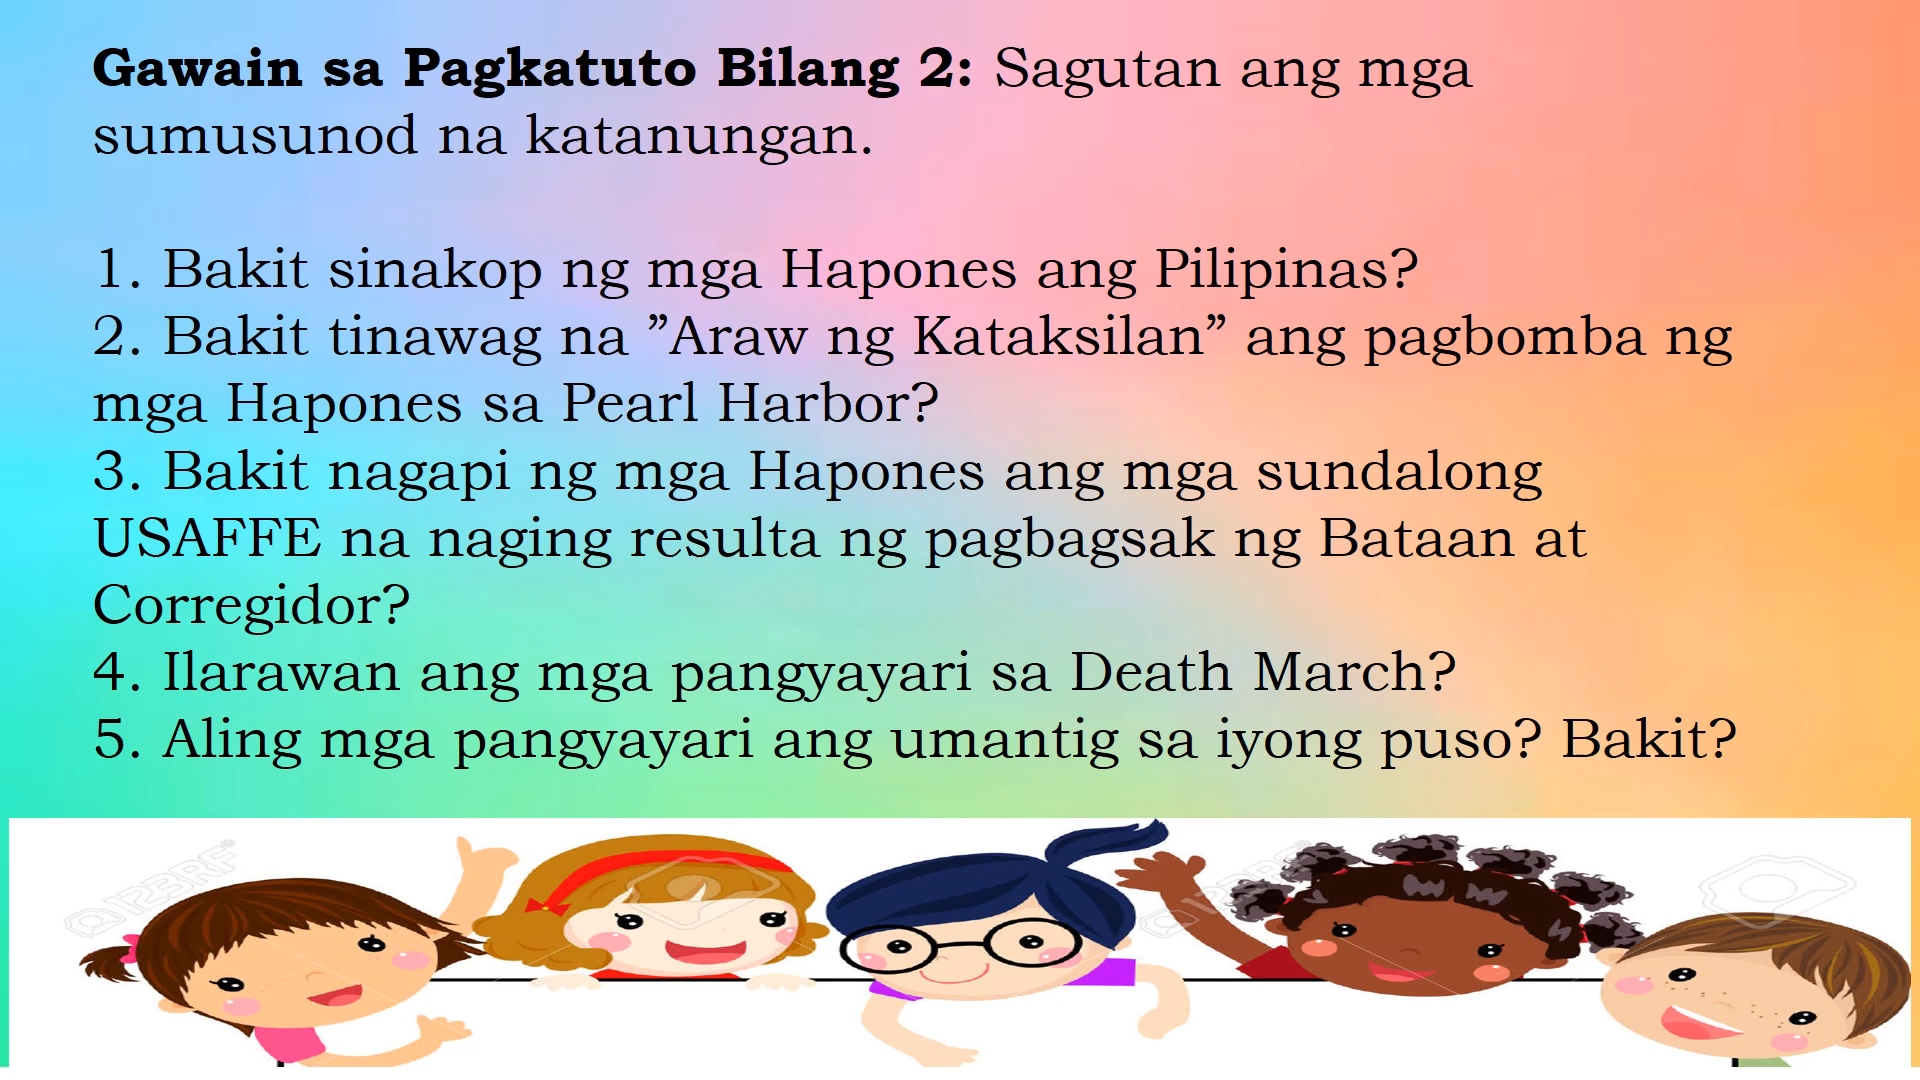 Gawain sa Pagkatuto Bilang 2: Sagutan ang mga
sumusunod na katanungan.
1. Bakit sinakop ng mga Hapones ang Pilipinas?
2. Bakit tinawag na ”Araw ng Kataksilan” ang pagbomba ng
mga Hapones sa Pearl Harbor?
3. Bakit nagapi ng mga Hapones ang mga sundalong
USAFFE na naging resulta ng pagbagsak ng Bataan at
Corregidor?
4. Ilarawan ang mga pangyayari sa Death March?
5. Aling mga pangyayari ang umantig sa iyong puso? Bakit?
123RF®
123RF